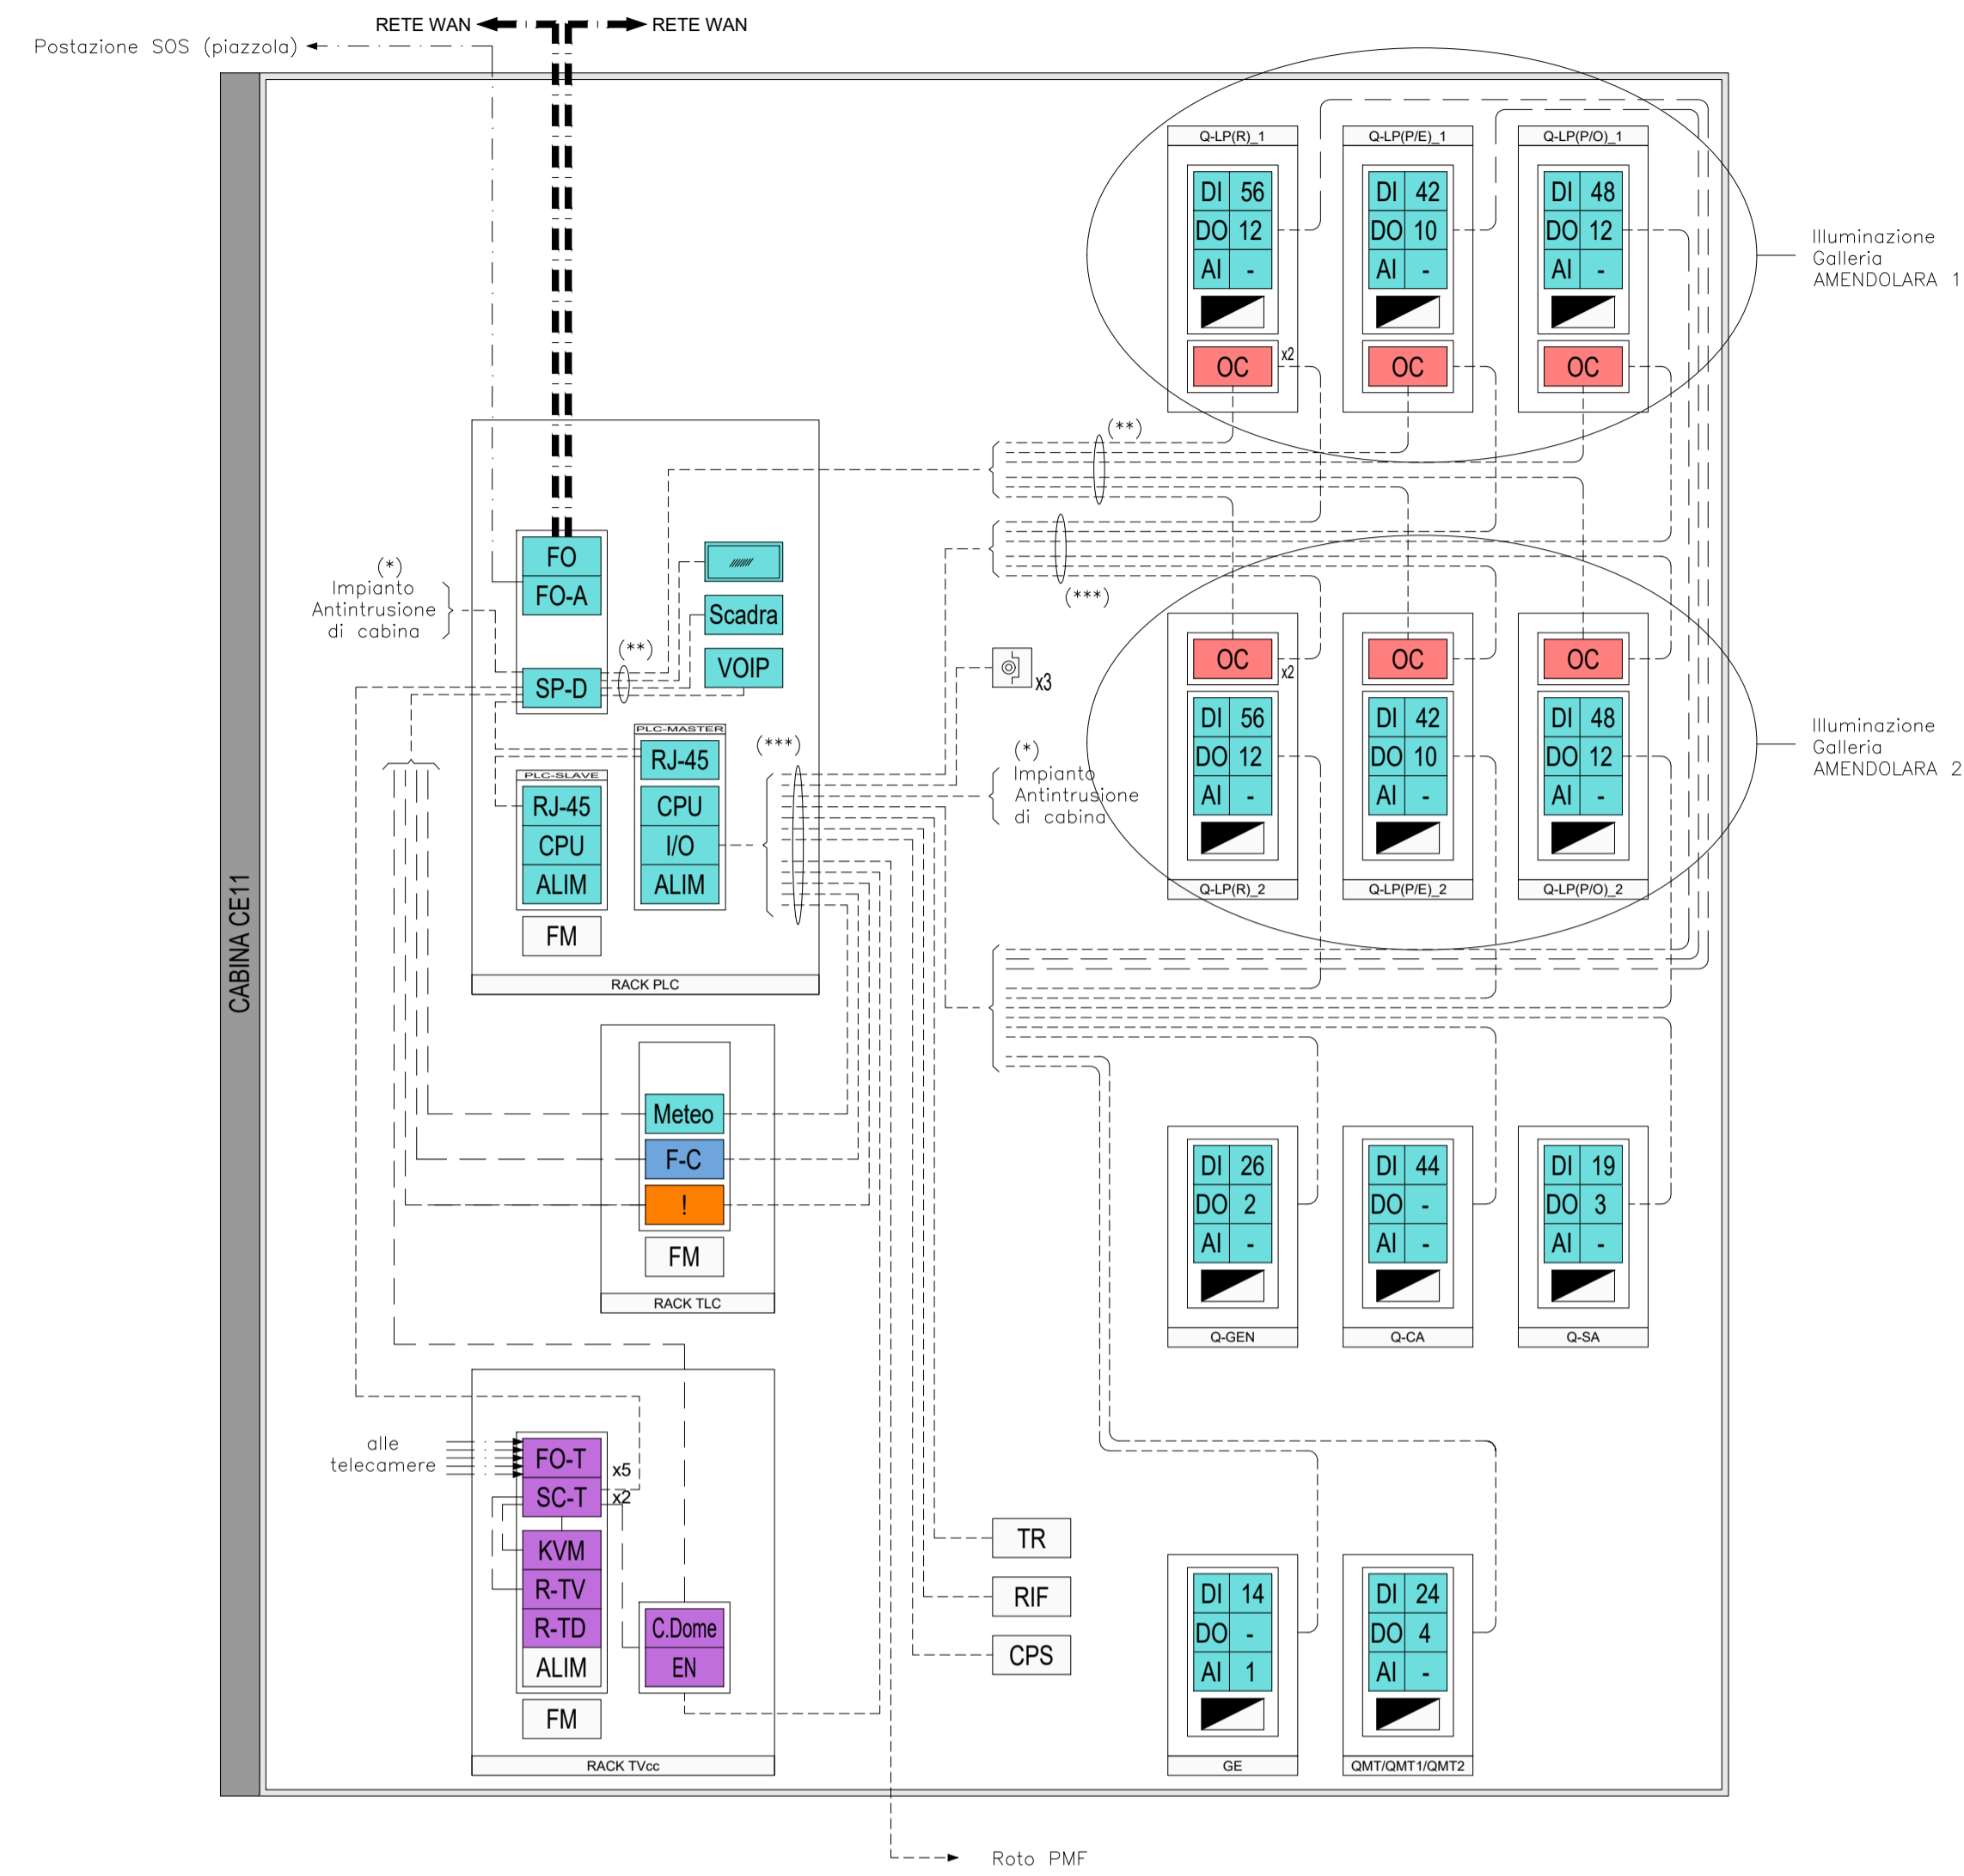 RETE WAN
RETE WAN
Postazione SOS (piazzola)
CABINA CE11
Q-LP(R)_1
DI 56
DO 12
AI -
OC
x2
Q-LP(P/E)_1
DI 42
DO 10
AI -
OC
Q-LP(P/O)_1
DI 48
DO 12
AI -
OC
Illuminazione
Galleria
AMENDOLARA 1
(**)
(***)
FO
FO-A
(*)
Impianto
Antintrusione
di cabina
(**)
SP-D
Scadra
VOIP
PLC-MASTER
RJ-45
CPU
I/O
ALIM
PLC-SLAVE
RJ-45
CPU
ALIM
FM
(***)
RACK PLC
x3
(*)
Impianto
Antintrusione
di cabina
OC
x2
DI 56
DO 12
AI -
Q-LP(R)_2
OC
DI 42
DO 10
AI -
Q-LP(P/E)_2
OC
DI 48
DO 12
AI -
Q-LP(P/O)_2
Illuminazione
Galleria
AMENDOLARA 2
Meteo
F-C
!
FM
RACK TLC
DI 26
DO 2
AI -
Q-GEN
DI 44
DO -
AI -
Q-CA
DI 19
DO 3
AI -
Q-SA
alle
telecamere
FO-T
x5
SC-T
x2
KVM
R-TV
R-TD
ALIM
FM
C.Dome
EN
RACK TVcc
TR
RIF
CPS
DI 14
DO -
AI 1
GE
DI 24
DO 4
AI -
QMT/QMT1/QMT2
Roto PMF